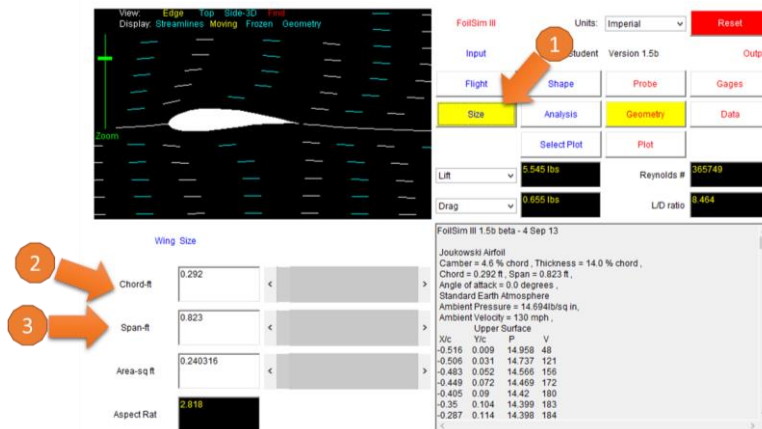 View: Edge Top Side-3D Find
Display: Streamlines Moving Frozen Geometry
Zoom
FoilSim III
Units:
Imperial
Reset
1
Input
Student Version 1.5b
Outp
Flight
Shape
Probe
Gages
Size
Analysis
Geometry
Data
Select Plot
Plot
Lift
5.545 lbs
Reynolds #
365749
Drag
0.655 lbs
L/D ratio
8.464
Wing Size
2
Chord-ft
0.292
3
Span-ft
0.823
Area-sq ft
0.240316
Aspect Rat
2.818
FoilSim III 1.5b beta - 4 Sep 13
Joukowski Airfoil
Camber = 4.6 % chord , Thickness = 14.0 % chord ,
Chord = 0.292 ft , Span = 0.823 ft ,
Angle of attack = 0.0 degrees ,
Standard Earth Atmosphere
Ambient Pressure = 14.694lb/sq in,
Ambient Velocity = 130 mph ,
Upper Surface
X/c Y/c P V
-0.516 0.009 14.958 48
-0.506 0.031 14.737 121
-0.483 0.052 14.566 156
-0.449 0.072 14.469 172
-0.405 0.09 14.42 180
-0.35 0.104 14.399 183
-0.287 0.114 14.398 184